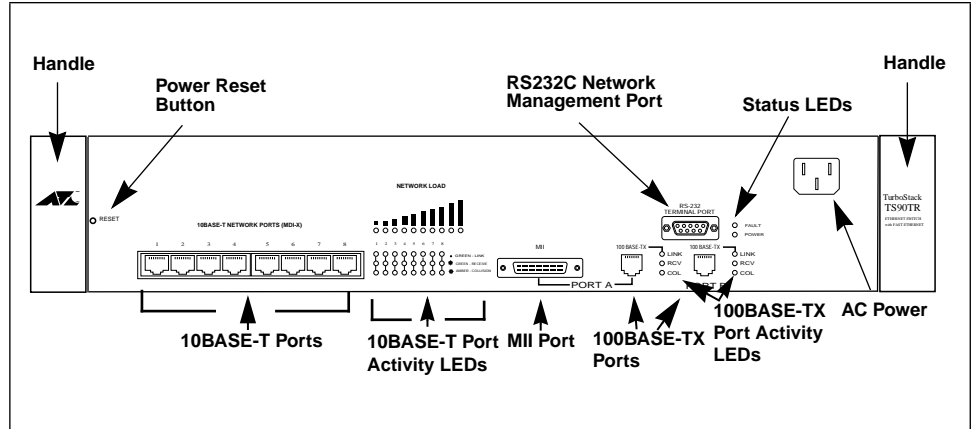 Handle
Power Reset
Button
RS232C Network
Management Port
Status LEDs
Handle
NETWORK LOAD
RESET
10BASE-T NETWORK PORTS (MDI-X)
1 2 3 4 5 6 7 8
1 2 3 4 5 6 7 8
GREEN - LINK
GREEN - RECEIVE
AMBER - COLLISION
MII
100 BASE-TX
LINK
RCV
COL
PORT A
RS-232
TERMINAL PORT
100 BASE-TX
LINK
RCV
COL
PORT B
FAULT
POWER
TurboStack
TS90TR
ETHERNET SWITCH
with FAST ETHERNET
10BASE-T Ports
10BASE-T Port
Activity LEDs
MII Port
100BASE-TX
Ports
100BASE-TX
Port Activity
LEDs
AC Power